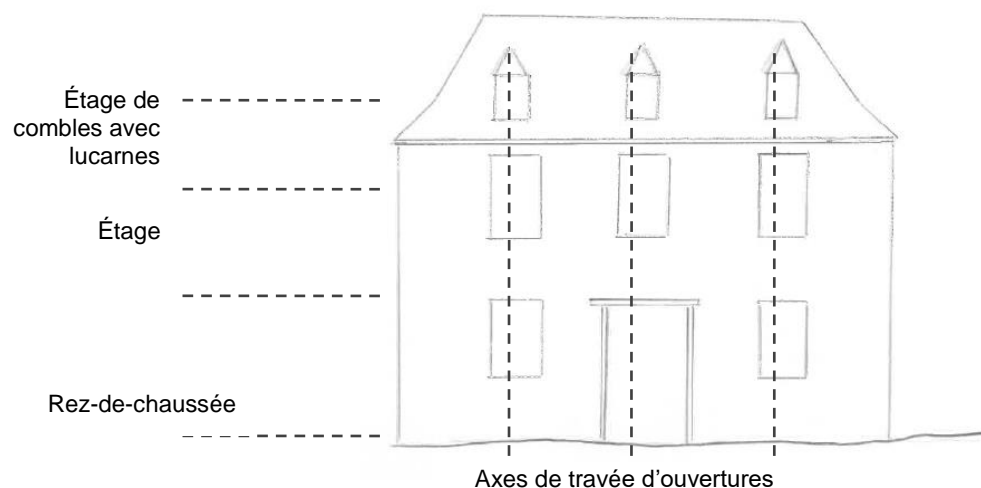 Étage de
combles avec
lucarnes
Étage
Rez-de-chaussée
Axes de travée d’ouvertures